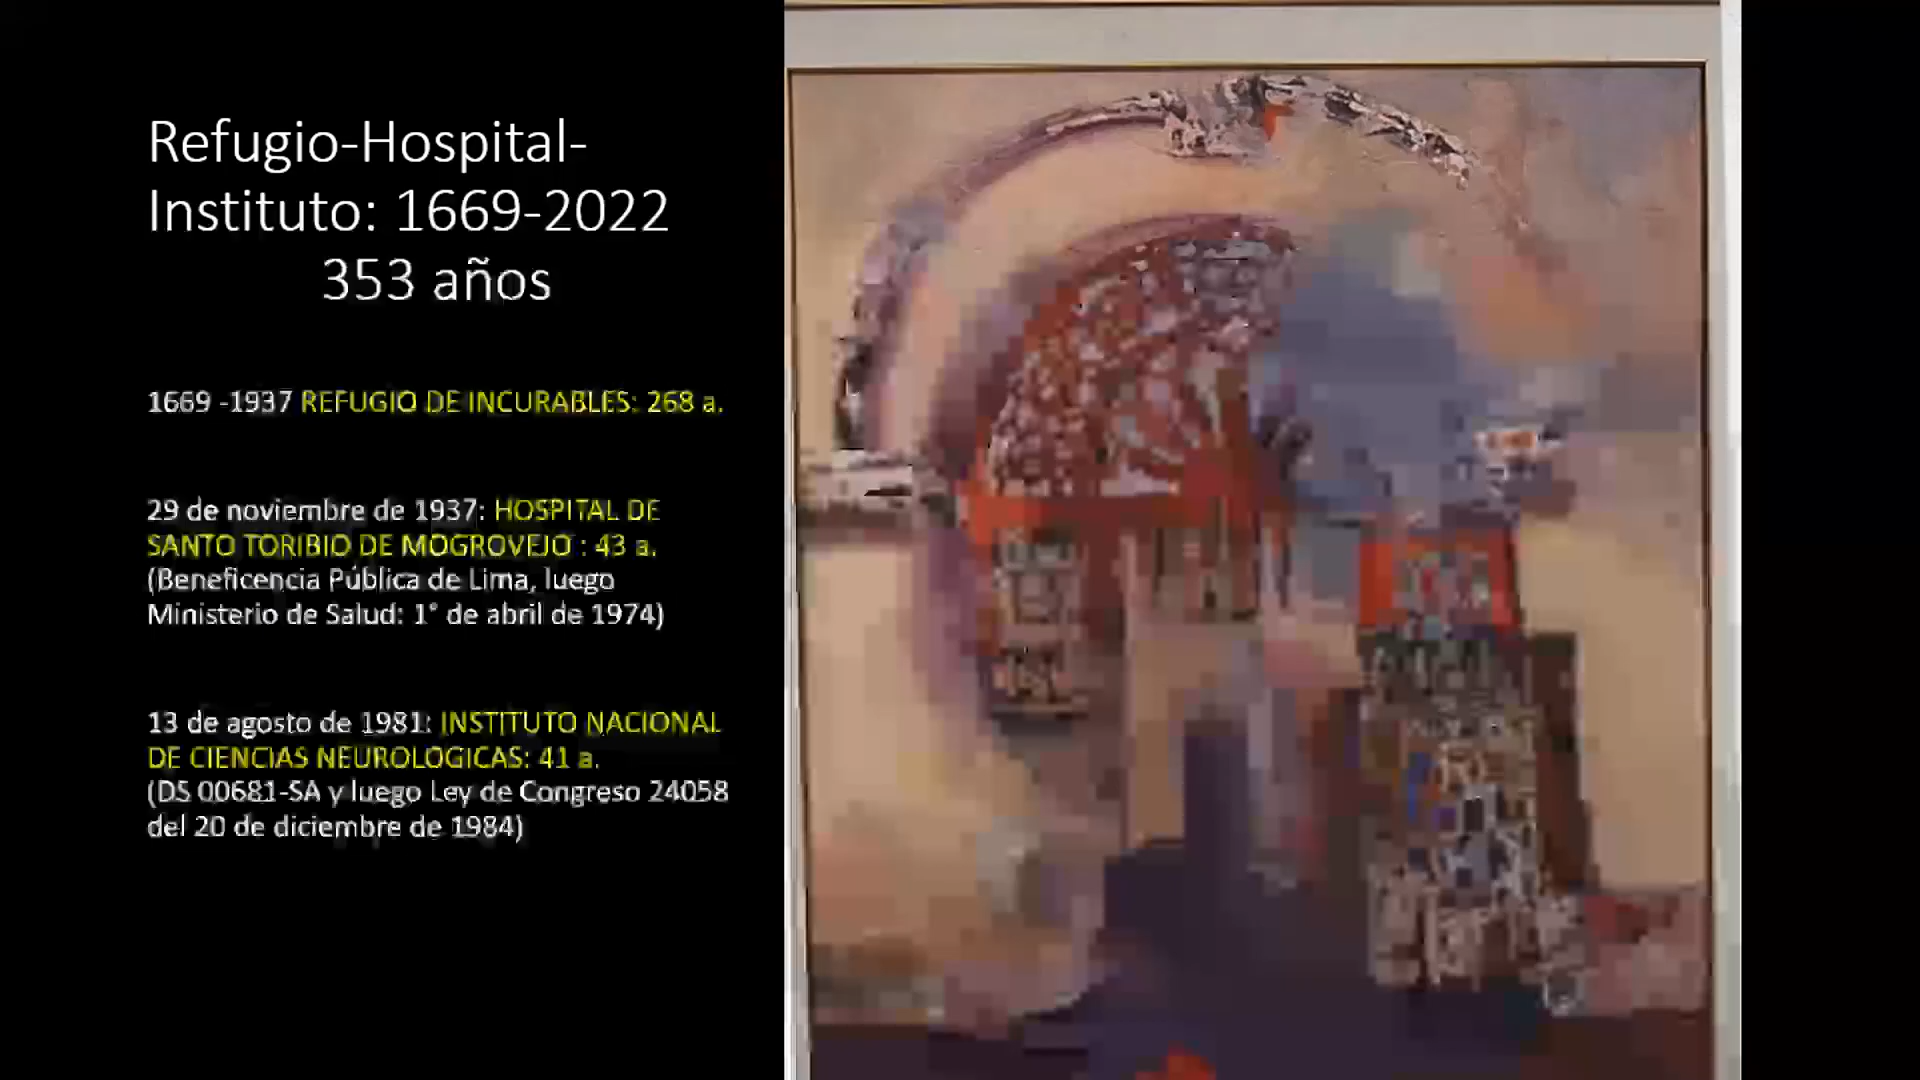 Refugio-Hospital-
Instituto: 1669-2022
353 años
1669 -1937 REFUGIO DE INCURABLES: 268 a.
29 de noviembre de 1937: HOSPITAL DE
SANTO TORIBIO DE MOGROVEJO : 43 a.
(Beneficencia Pública de Lima, luego
Ministerio de Salud: 1° de abril de 1974)
13 de agosto de 1981: INSTITUTO NACIONAL
DE CIENCIAS NEUROLOGICAS: 41 a.
(DS 00681-SA y luego Ley de Congreso 24058
del 20 de diciembre de 1984)